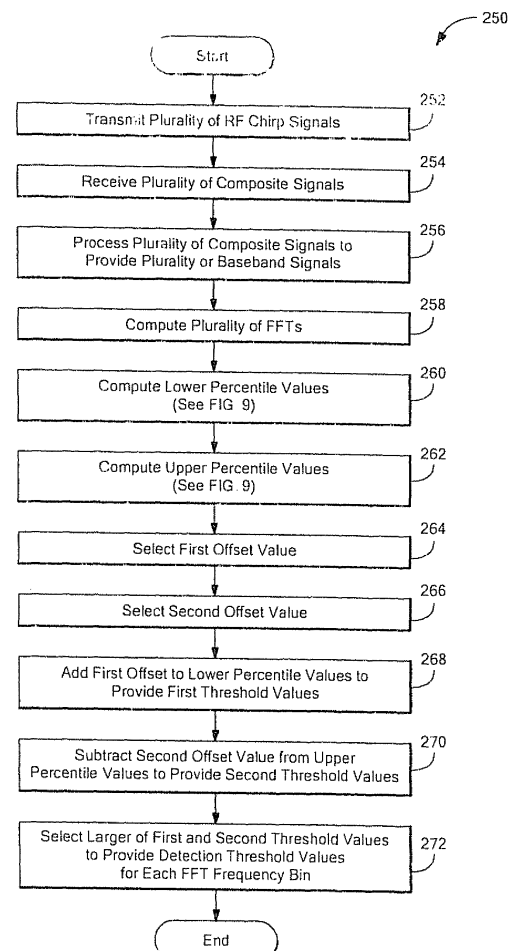 250
Start
252
Transmit Plurality of RF Chirp Signals
254
Receive Plurality of Composite Signals
256
Process Plurality of Composite Signals to
Provide Plurality or Baseband Signals
258
Compute Plurality of FFTs
260
Compute Lower Percentile Values
(See FIG. 9)
262
Compute Upper Percentile Values
(See FIG. 9)
264
Select First Offset Value
266
Select Second Offset Value
268
Add First Offset to Lower Percentile Values to
Provide First Threshold Values
270
Subtract Second Offset Value from Upper
Percentile Values to Provide Second Threshold Values
272
Select Larger of First and Second Threshold Values
to Provide Detection Threshold Values
for Each FFT Frequency Bin
End